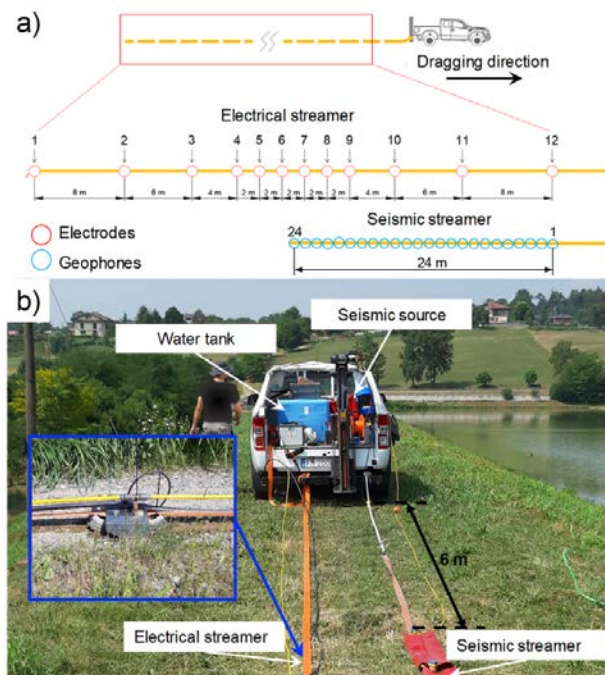 a)
Dragging direction
Electrical streamer
1 2 3 4 5 6 7 8 9 10 11 12
8 m 6 m 4 m 2 m 2 m 2 m 2 m 2 m 4 m 6 m 8 m
Seismic streamer
Electrodes
24 1
Geophones
24 m
b)
Seismic source
Water tank
6 m
Electrical streamer
Seismic streamer